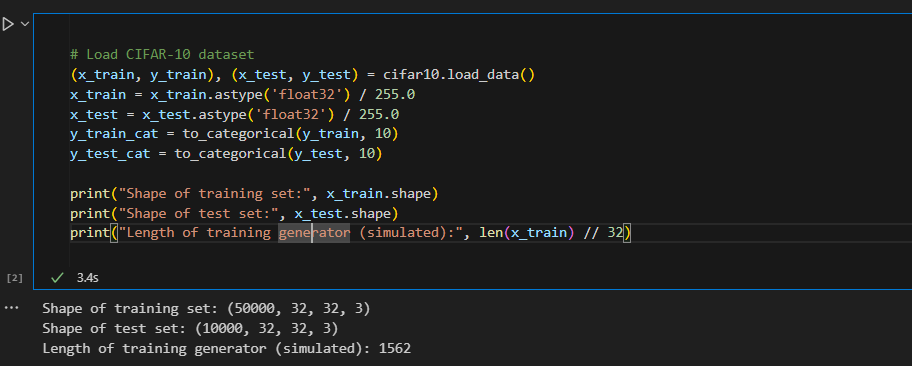 # Load CIFAR-10 dataset
(x_train, y_train), (x_test, y_test) = cifar10.load_data()
x_train = x_train.astype('float32') / 255.0
x_test = x_test.astype('float32') / 255.0
y_train_cat = to_categorical(y_train, 10)
y_test_cat = to_categorical(y_test, 10)
print("Shape of training set:", x_train.shape)
print("Shape of test set:", x_test.shape)
print("Length of training generator (simulated):", len(x_train) // 32)
[2]
3.4s
Shape of training set: (50000, 32, 32, 3)
Shape of test set: (10000, 32, 32, 3)
Length of training generator (simulated): 1562